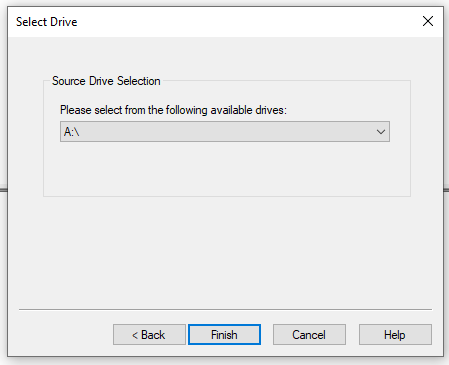 Select Drive
Source Drive Selection
Please select from the following available drives:
A:\
< Back Finish Cancel Help